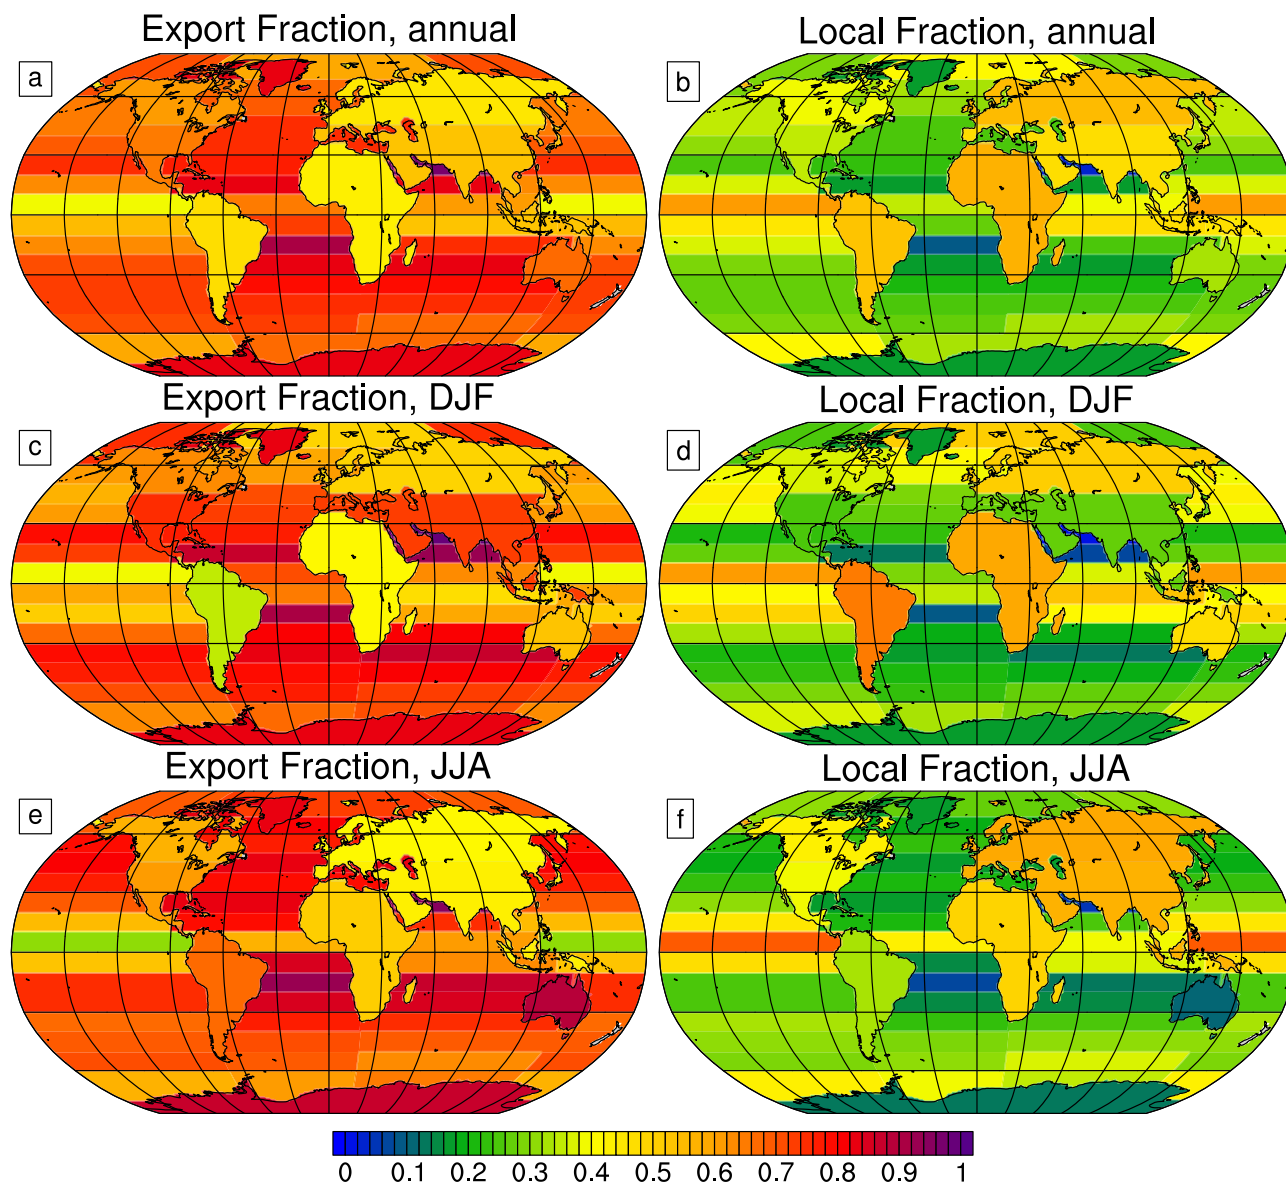 Export Fraction, annual
Local Fraction, annual
a
b
Export Fraction, DJF
Local Fraction, DJF
c
d
Export Fraction, JJA
Local Fraction, JJA
e
f
0 0.1 0.2 0.3 0.4 0.5 0.6 0.7 0.8 0.9 1